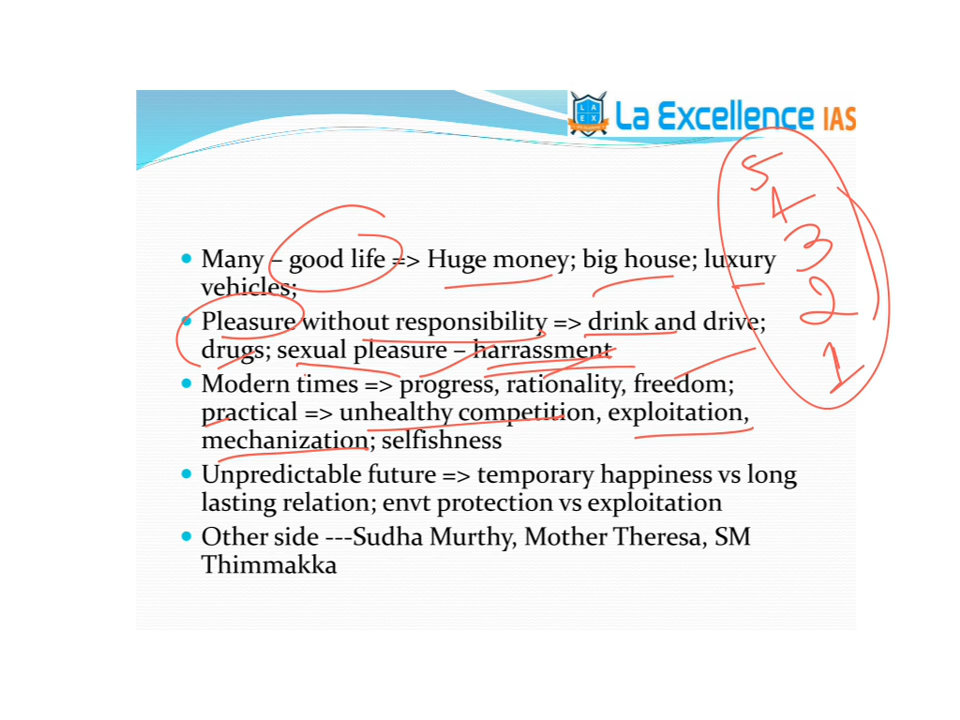 L A
E X
La Excellence IAS
5
4
3
2
1
• Many – good life => Huge money; big house; luxury
vehicles;
• Pleasure without responsibility => drink and drive;
drugs; sexual pleasure – harrassment
• Modern times => progress, rationality, freedom;
practical => unhealthy competition, exploitation,
mechanization; selfishness
• Unpredictable future => temporary happiness vs long
lasting relation; envt protection vs exploitation
• Other side ---Sudha Murthy, Mother Theresa, SM
Thimmakka